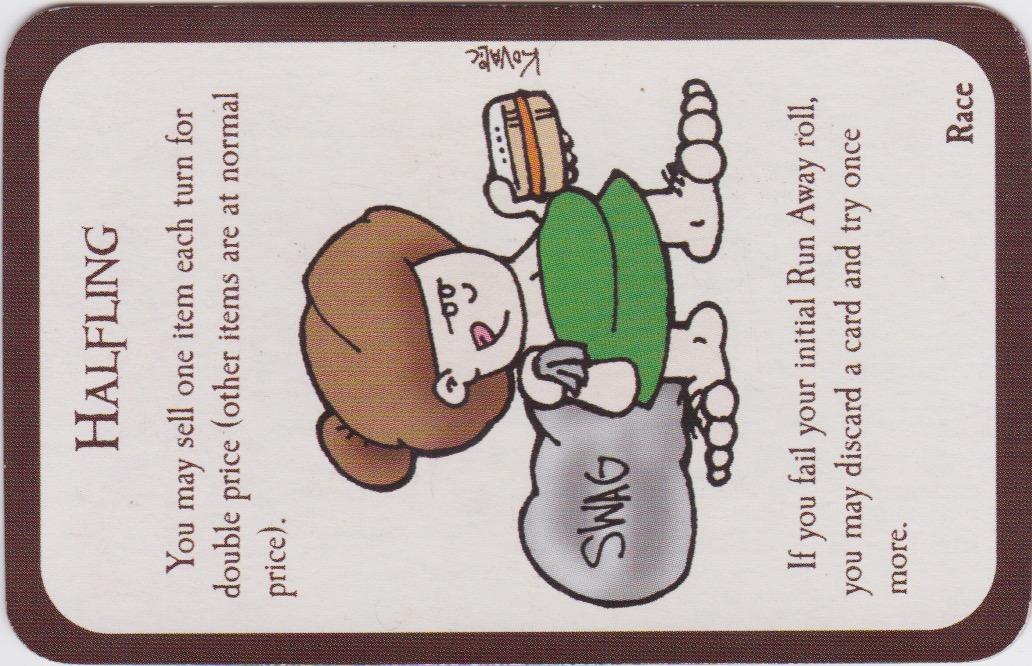 HALFLING
You may sell one item each turn for
double price (other items are at normal
price).
KOVALIC
SWAG
If you fail your initial Run Away roll,
you may discard a card and try once
more.
Race